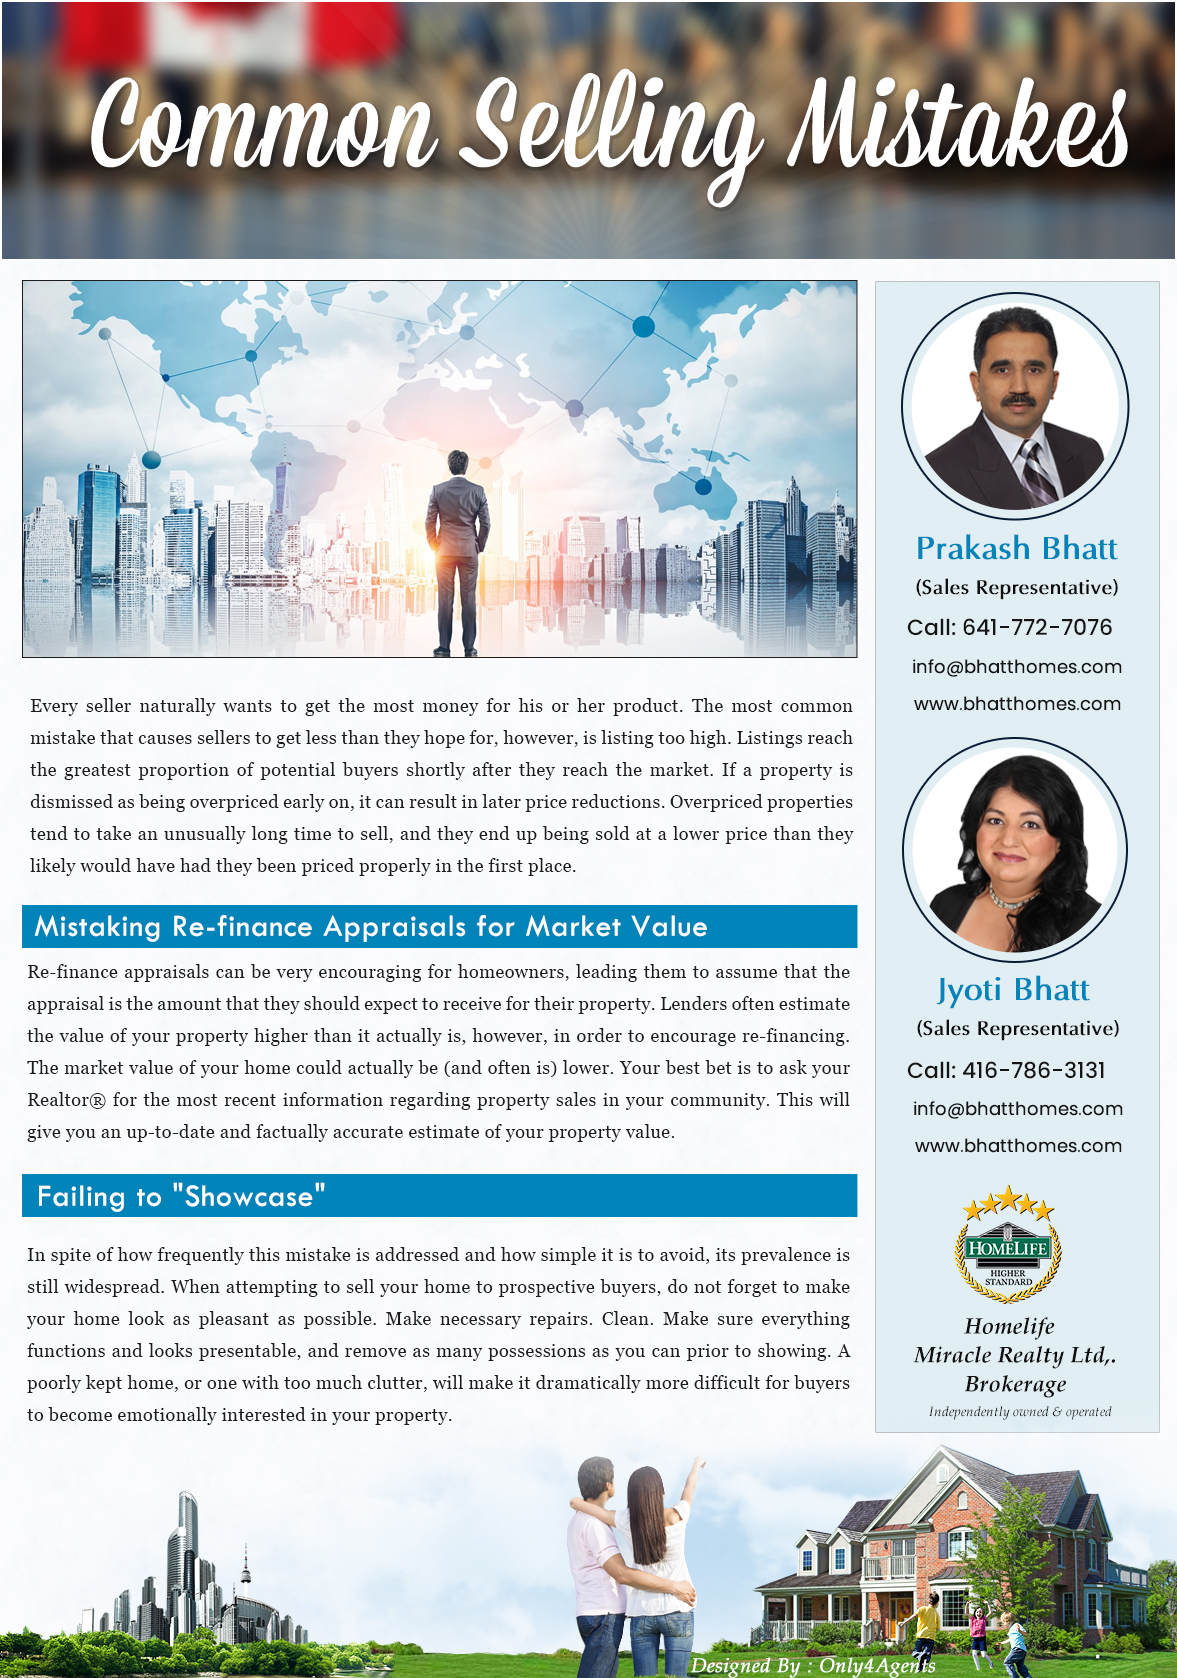 Common Selling Mistakes
Every seller naturally wants to get the most money for his or her product. The most common
mistake that causes sellers to get less than they hope for, however, is listing too high. Listings reach
the greatest proportion of potential buyers shortly after they reach the market. If a property is
dismissed as being overpriced early on, it can result in later price reductions. Overpriced properties
tend to take an unusually long time to sell, and they end up being sold at a lower price than they
likely would have had they been priced properly in the first place.
Mistaking Re-finance Appraisals for Market Value
Re-finance appraisals can be very encouraging for homeowners, leading them to assume that the
appraisal is the amount that they should expect to receive for their property. Lenders often estimate
the value of your property higher than it actually is, however, in order to encourage re-financing.
The market value of your home could actually be (and often is) lower. Your best bet is to ask your
Realtor® for the most recent information regarding property sales in your community. This will
give you an up-to-date and factually accurate estimate of your property value.
Failing to "Showcase"
In spite of how frequently this mistake is addressed and how simple it is to avoid, its prevalence is
still widespread. When attempting to sell your home to prospective buyers, do not forget to make
your home look as pleasant as possible. Make necessary repairs. Clean. Make sure everything
functions and looks presentable, and remove as many possessions as you can prior to showing. A
poorly kept home, or one with too much clutter, will make it dramatically more difficult for buyers
to become emotionally interested in your property.
Prakash Bhatt
(Sales Representative)
Call: 641-772-7076
info@bhatthomes.com
www.bhatthomes.com
Jyoti Bhatt
(Sales Representative)
Call: 416-786-3131
info@bhatthomes.com
www.bhatthomes.com
HOMELIFE
HIGHER
STANDARD
Homelife
Miracle Realty Ltd,.
Brokerage
Independently owned & operated
Designed By : Only4Agents